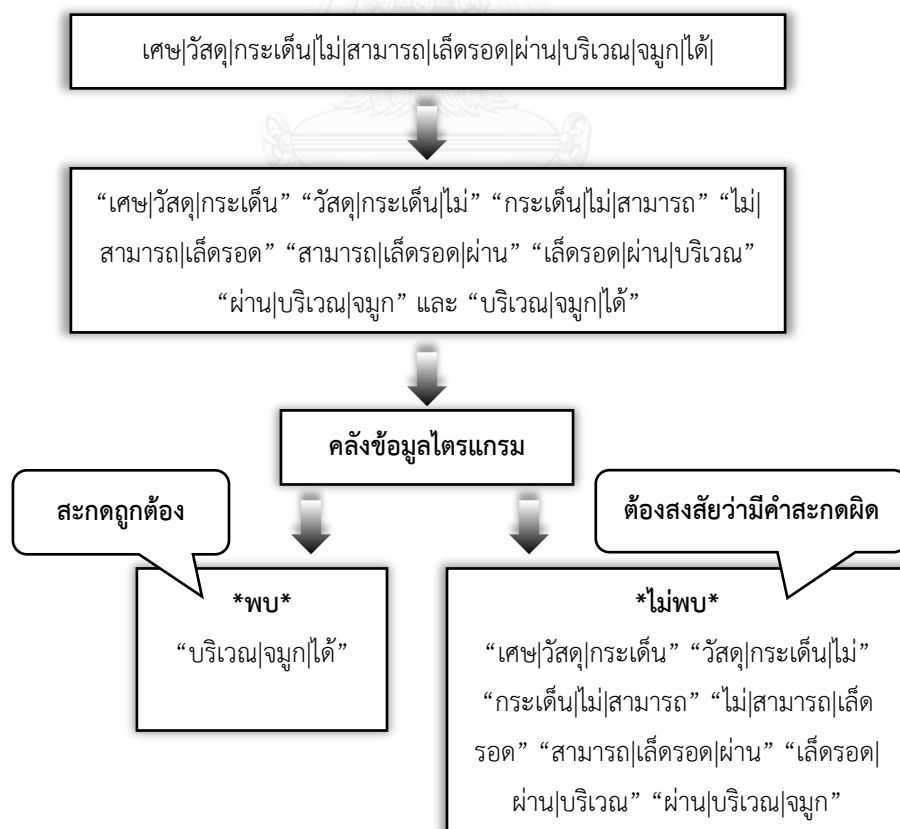 เศษ|วัสดุ|กระเด็น|ไม่|สามารถ|เล็ดรอด|ผ่าน|บริเวณ|จมูก|ได้|
“เศษ|วัสดุ|กระเด็น” “วัสดุ|กระเด็น|ไม่” “กระเด็น|ไม่|สามารถ” “ไม่|
สามารถ|เล็ดรอด” “สามารถ|เล็ดรอด|ผ่าน” “เล็ดรอด|ผ่าน|บริเวณ”
“ผ่าน|บริเวณ|จมูก” และ “บริเวณ|จมูก|ได้”
คลังข้อมูลไตรแกรม
สะกดถูกต้อง
ต้องสงสัยว่ามีคำสะกดผิด
*พบ*
“บริเวณ|จมูก|ได้”
*ไม่พบ*
“เศษ|วัสดุ|กระเด็น” “วัสดุ|กระเด็น|ไม่”
“กระเด็น|ไม่|สามารถ” “ไม่|สามารถ|เล็ด
รอด” “สามารถ|เล็ดรอด|ผ่าน” “เล็ดรอด|
ผ่าน|บริเวณ” “ผ่าน|บริเวณ|จมูก”